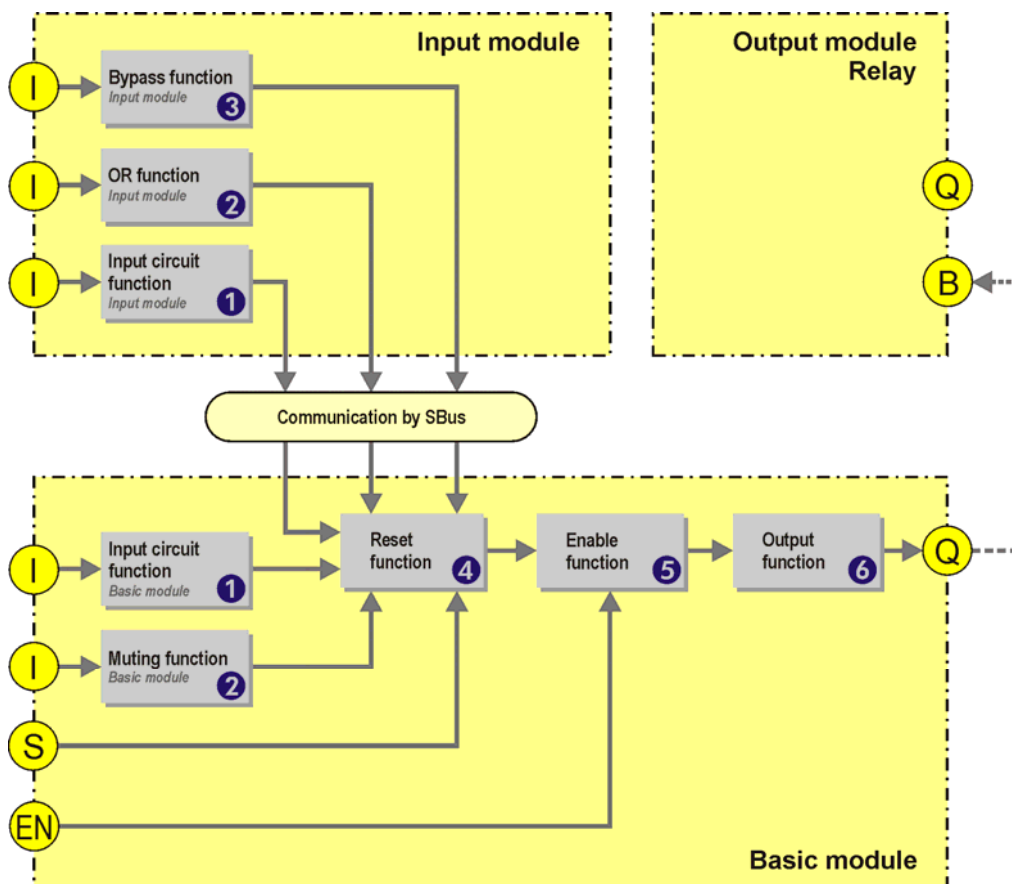 Input module
I
Bypass function
Input module
3
I
OR function
Input module
2
I
Input circuit
function
Input module
1
Output module
Relay
Q
B
Communication by SBus
I
Input circuit
function
Basic module
1
I
Muting function
Basic module
2
S
EN
Reset
function
4
Enable
function
5
Output
function
6
Q
Basic module